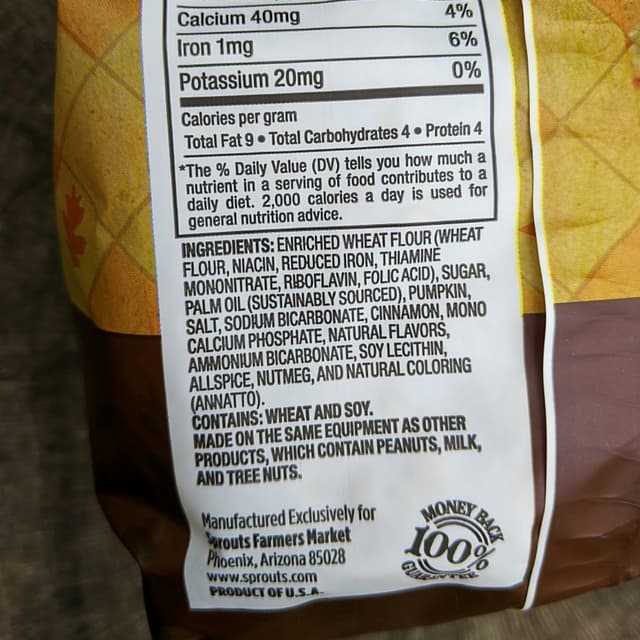 Calcium 40mg 4%
Iron 1mg 6%
Potassium 20mg 0%
Calories per gram
Total Fat 9 • Total Carbohydrates 4 • Protein 4
*The % Daily Value (DV) tells you how much a
nutrient in a serving of food contributes to a
daily diet. 2,000 calories a day is used for
general nutrition advice.
INGREDIENTS: ENRICHED WHEAT FLOUR (WHEAT
FLOUR, NIACIN, REDUCED IRON, THIAMINE
MONONITRATE, RIBOFLAVIN, FOLIC ACID), SUGAR,
PALM OIL (SUSTAINABLY SOURCED), PUMPKIN,
SALT, SODIUM BICARBONATE, CINNAMON, MONO
CALCIUM PHOSPHATE, NATURAL FLAVORS,
AMMONIUM BICARBONATE, SOY LECITHIN,
ALLSPICE, NUTMEG, AND NATURAL COLORING
(ANNATTO).
CONTAINS: WHEAT AND SOY.
MADE ON THE SAME EQUIPMENT AS OTHER
PRODUCTS, WHICH CONTAIN PEANUTS, MILK,
AND TREE NUTS.
Manufactured Exclusively for
Sprouts Farmers Market
Phoenix, Arizona 85028
www.sprouts.com
PRODUCT OF U.S.A.
MONEY BACK
100%
GUARANTEE